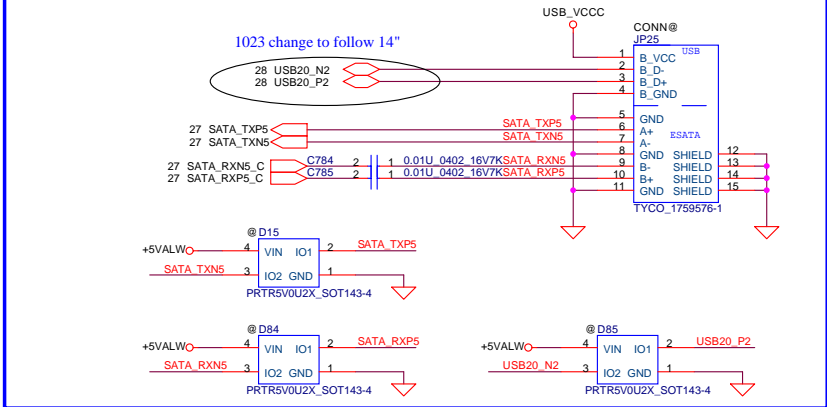 USB_VCCC
CONN@
JP25
1023 change to follow 14"
28 USB20_N2
28 USB20_P2
1 B_VCC USB
2 B_D-
3 B_D+
4 B_GND
5 GND
27 SATA_TXP5 SATA_TXP5 6 A+ ESATA
27 SATA_TXN5 SATA_TXN5 7 A-
8 GND SHIELD 12
27 SATA_RXN5_C C784 2 1 0.01U_0402_16V7K SATA_RXN5 9 B- SHIELD 13
27 SATA_RXP5_C C785 2 1 0.01U_0402_16V7K SATA_RXP5 10 B+ SHIELD 14
11 GND SHIELD 15
TYCO_1759576-1
@ D15
+5VALW 4 VIN IO1 2 SATA_TXP5
SATA_TXN5 3 IO2 GND 1
PRTR5V0U2X_SOT143-4
@ D84
+5VALW 4 VIN IO1 2 SATA_RXP5
SATA_RXN5 3 IO2 GND 1
PRTR5V0U2X_SOT143-4
@ D85
+5VALW 4 VIN IO1 2 USB20_P2
USB20_N2 3 IO2 GND 1
PRTR5V0U2X_SOT143-4